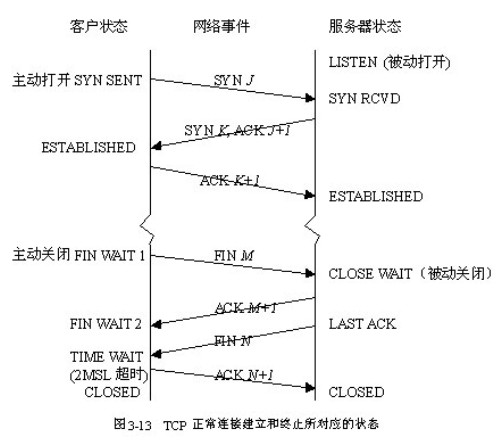 客户状态 网络事件 服务器状态
LISTEN (被动打开)
主动打开 SYN SENT SYN J
SYN RCVD
SYN K, ACK J+1
ESTABLISHED
ACK K+1
ESTABLISHED
主动关闭 FIN WAIT 1 FIN M
CLOSE WAIT (被动关闭)
ACK M+1
FIN WAIT 2 LAST ACK
FIN N
TIME WAIT
(2MSL 超时) ACK N+1
CLOSED CLOSED
图3-13 TCP 正常连接建立和终止所对应的状态